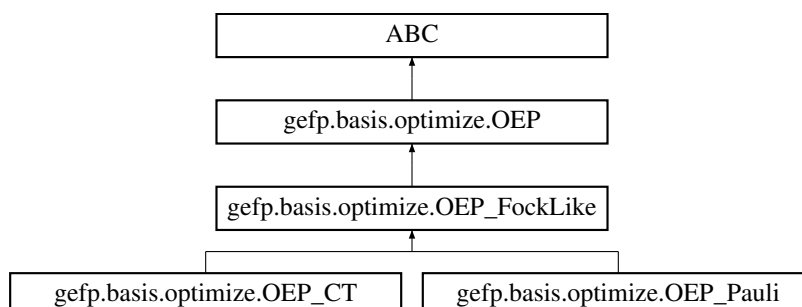 ABC
gefp.basis.optimize.OEP
gefp.basis.optimize.OEP_FockLike
gefp.basis.optimize.OEP_CT
gefp.basis.optimize.OEP_Pauli